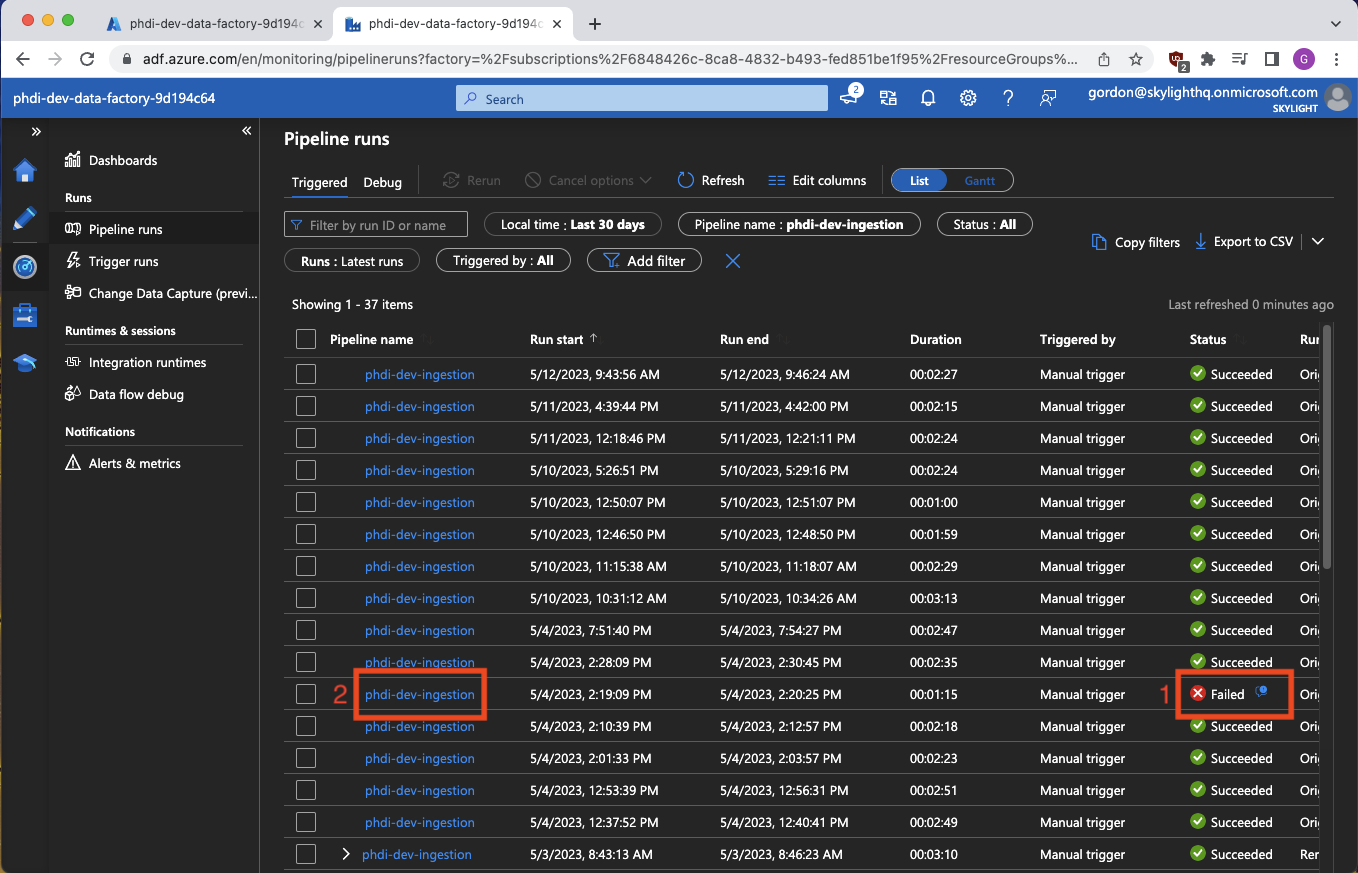 phdi-dev-data-factory-9d194c
phdi-dev-data-factory-9d194c
adf.azure.com/en/monitoring/pipelineruns?factory=%2Fsubscriptions%2F6848426c-8ca8-4832-b493-fed851be1f95%2FresourceGroups%...
2
G
phdi-dev-data-factory-9d194c64
Search
2
gordon@skylighthq.onmicrosoft.com
SKYLIGHT
Dashboards
Runs
Pipeline runs
Trigger runs
Change Data Capture (previ...
Runtimes & sessions
Integration runtimes
Data flow debug
Notifications
Alerts & metrics
Pipeline runs
Triggered Debug Rerun Cancel options Refresh Edit columns List Gantt
Filter by run ID or name Local time : Last 30 days Pipeline name : phdi-dev-ingestion Status : All
Runs : Latest runs Triggered by : All Add filter
Copy filters Export to CSV
Showing 1 - 37 items Last refreshed 0 minutes ago
Pipeline name Run start Run end Duration Triggered by Status Rur
phdi-dev-ingestion 5/12/2023, 9:43:56 AM 5/12/2023, 9:46:24 AM 00:02:27 Manual trigger Succeeded Ori
phdi-dev-ingestion 5/11/2023, 4:39:44 PM 5/11/2023, 4:42:00 PM 00:02:15 Manual trigger Succeeded Ori
phdi-dev-ingestion 5/11/2023, 12:18:46 PM 5/11/2023, 12:21:11 PM 00:02:24 Manual trigger Succeeded Ori
phdi-dev-ingestion 5/10/2023, 5:26:51 PM 5/10/2023, 5:29:16 PM 00:02:24 Manual trigger Succeeded Ori
phdi-dev-ingestion 5/10/2023, 12:50:07 PM 5/10/2023, 12:51:07 PM 00:01:00 Manual trigger Succeeded Ori
phdi-dev-ingestion 5/10/2023, 12:46:50 PM 5/10/2023, 12:48:50 PM 00:01:59 Manual trigger Succeeded Ori
phdi-dev-ingestion 5/10/2023, 11:15:38 AM 5/10/2023, 11:18:07 AM 00:02:29 Manual trigger Succeeded Ori
phdi-dev-ingestion 5/10/2023, 10:31:12 AM 5/10/2023, 10:34:26 AM 00:03:13 Manual trigger Succeeded Ori
phdi-dev-ingestion 5/4/2023, 7:51:40 PM 5/4/2023, 7:54:27 PM 00:02:47 Manual trigger Succeeded Ori
phdi-dev-ingestion 5/4/2023, 2:28:09 PM 5/4/2023, 2:30:45 PM 00:02:35 Manual trigger Succeeded Ori
2 phdi-dev-ingestion 5/4/2023, 2:19:09 PM 5/4/2023, 2:20:25 PM 00:01:15 Manual trigger 1 Failed Ori
phdi-dev-ingestion 5/4/2023, 2:10:39 PM 5/4/2023, 2:12:57 PM 00:02:18 Manual trigger Succeeded Ori
phdi-dev-ingestion 5/4/2023, 2:01:33 PM 5/4/2023, 2:03:57 PM 00:02:23 Manual trigger Succeeded Ori
phdi-dev-ingestion 5/4/2023, 12:53:39 PM 5/4/2023, 12:56:31 PM 00:02:51 Manual trigger Succeeded Ori
phdi-dev-ingestion 5/4/2023, 12:37:52 PM 5/4/2023, 12:40:41 PM 00:02:49 Manual trigger Succeeded Ori
phdi-dev-ingestion 5/3/2023, 8:43:13 AM 5/3/2023, 8:46:23 AM 00:03:10 Manual trigger Succeeded Rer